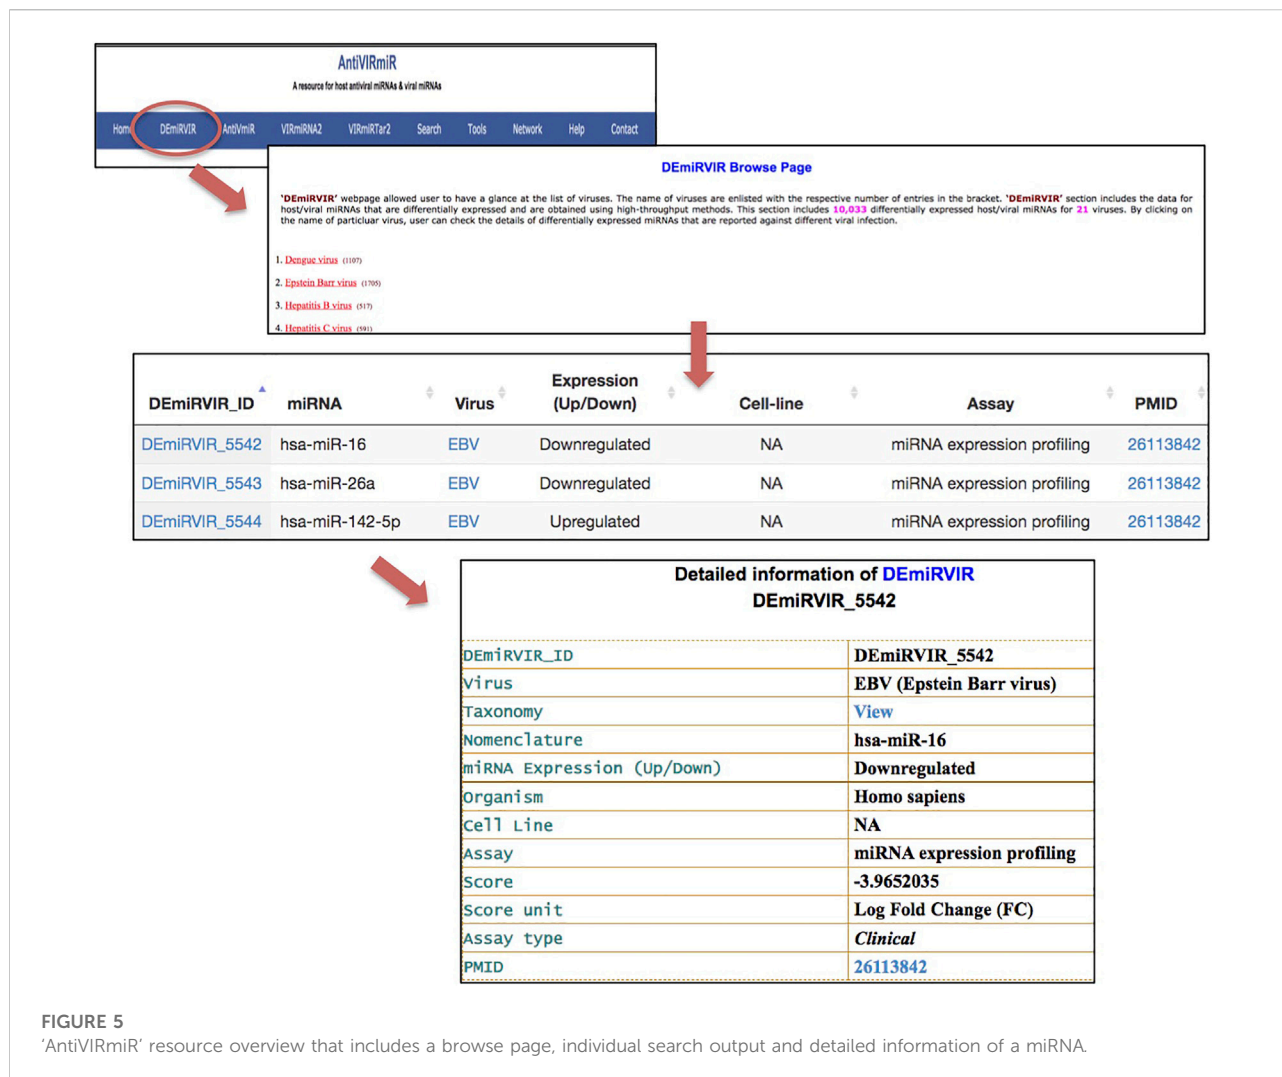 AntiVIRmiR
A resource for host antiviral miRNAs & viral miRNAs
Home DEmiRVIR AntiVmiR VIRmiRNA2 VIRmiRTar2 Search Tools Network Help Contact
DEmiRVIR Browse Page
'DEmiRVIR' webpage allowed user to have a glance at the list of viruses. The name of viruses are enlisted with the respective number of entries in the bracket. 'DEmiRVIR' section includes the data for
host/viral miRNAs that are differentially expressed and are obtained using high-throughput methods. This section includes 10,033 differentially expressed host/viral miRNAs for 21 viruses. By clicking on
the name of particluar virus, user can check the details of differentially expressed miRNAs that are reported against different viral infection.
1. Dengue virus (1107)
2. Epstein Barr virus (1705)
3. Hepatitis B virus (517)
4. Hepatitis C virus (591)
DEmiRVIR_ID miRNA Virus Expression (Up/Down) Cell-line Assay PMID
DEmiRVIR_5542 hsa-miR-16 EBV Downregulated NA miRNA expression profiling 26113842
DEmiRVIR_5543 hsa-miR-26a EBV Downregulated NA miRNA expression profiling 26113842
DEmiRVIR_5544 hsa-miR-142-5p EBV Upregulated NA miRNA expression profiling 26113842
Detailed information of DEmiRVIR
DEmiRVIR_5542
DEmiRVIR_ID DEmiRVIR_5542
Virus EBV (Epstein Barr virus)
Taxonomy View
Nomenclature hsa-miR-16
miRNA Expression (Up/Down) Downregulated
Organism Homo sapiens
Cell Line NA
Assay miRNA expression profiling
Score -3.9652035
Score unit Log Fold Change (FC)
Assay type Clinical
PMID 26113842
FIGURE 5
'AntiVIRmiR' resource overview that includes a browse page, individual search output and detailed information of a miRNA.